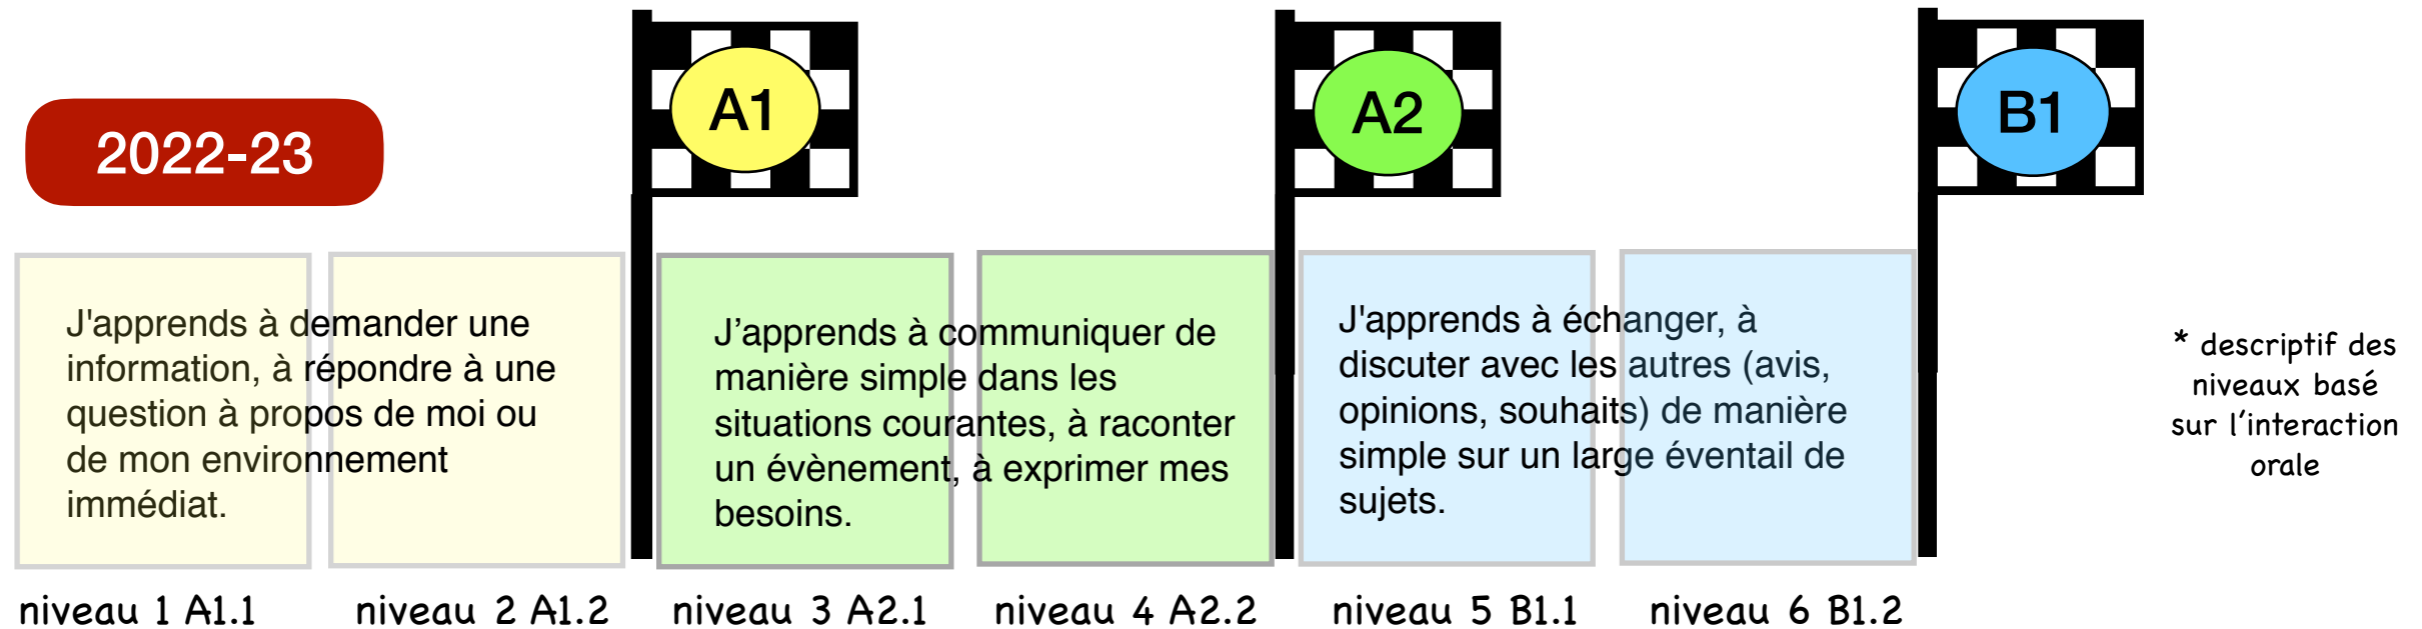 2022-23
A1
A2
B1
J'apprends à demander une
information, à répondre à une
question à propos de moi ou
de mon environnement
immédiat.
J’apprends à communiquer de
manière simple dans les
situations courantes, à raconter
un évènement, à exprimer mes
besoins.
J'apprends à échanger, à
discuter avec les autres (avis,
opinions, souhaits) de manière
simple sur un large éventail de
sujets.
* descriptif des
niveaux basé
sur l’interaction
orale
niveau 1 A1.1
niveau 2 A1.2
niveau 3 A2.1
niveau 4 A2.2
niveau 5 B1.1
niveau 6 B1.2